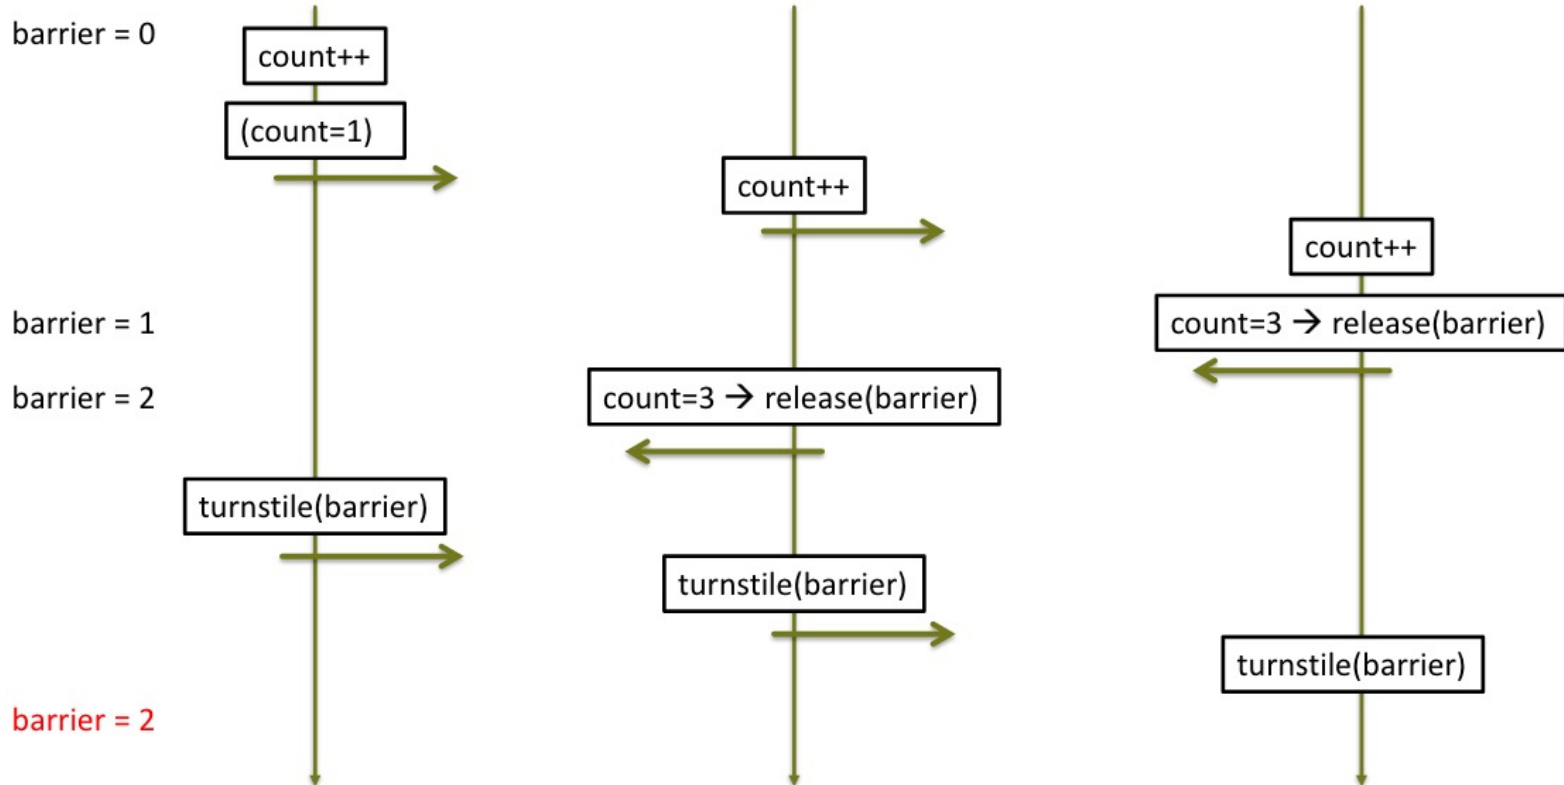 barrier = 0
count++
(count=1)
count++
count++
barrier = 1
count=3 → release(barrier)
barrier = 2
count=3 → release(barrier)
turnstile(barrier)
turnstile(barrier)
turnstile(barrier)
barrier = 2